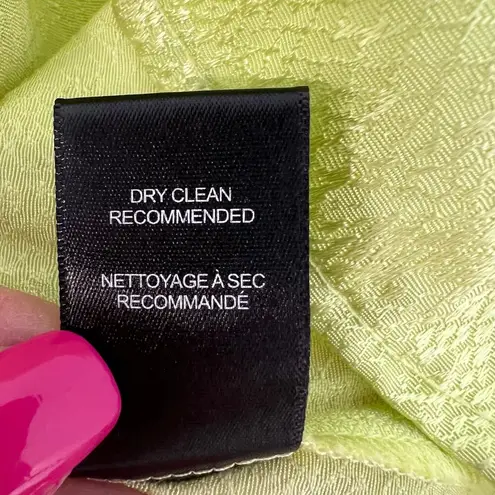 DRY CLEAN
RECOMMENDED
NETTOYAGE À SEC
RECOMMANDÉ